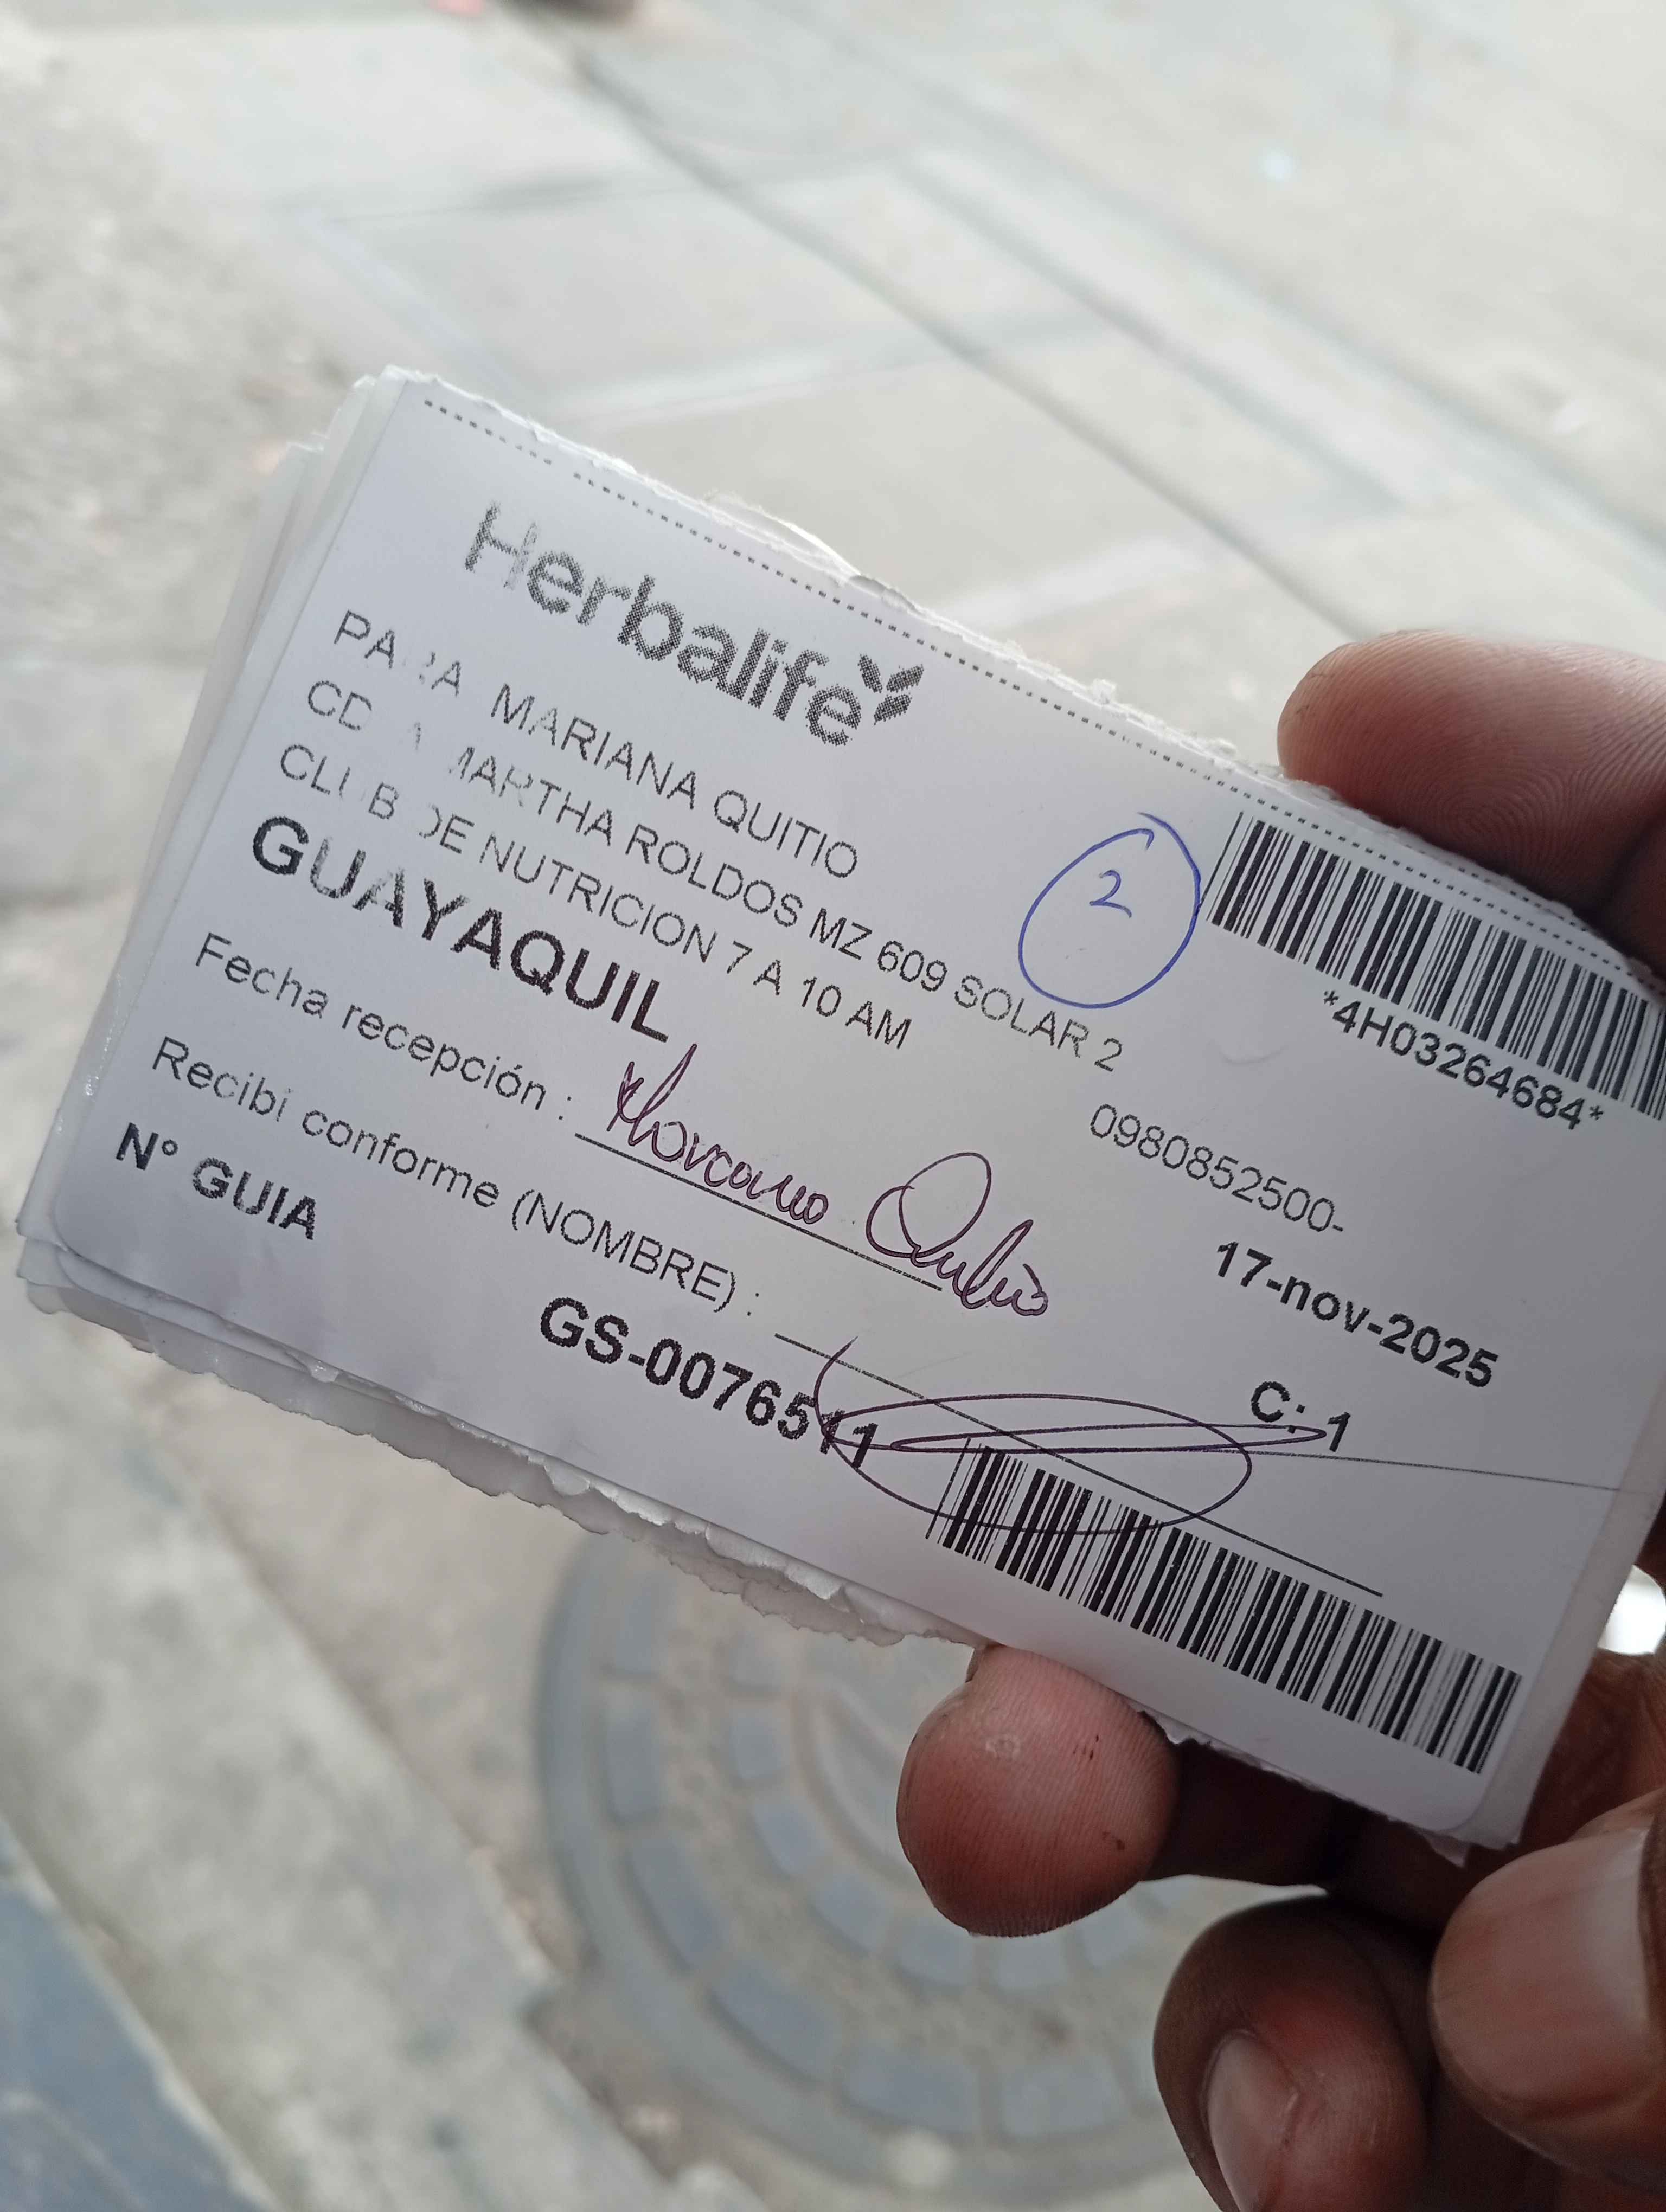 Herbalife
PARA MARIANA QUITIO
CDLA MARTHA ROLDOS MZ 609 SOLAR 2
CLUB DE NUTRICION 7 A 10 AM
GUAYAQUIL
2
*4H03264684*
0980852500-
Fecha recepción :
17-nov-2025
Recibi conforme (NOMBRE) :
C: 1
N° GUIA
GS-0076511